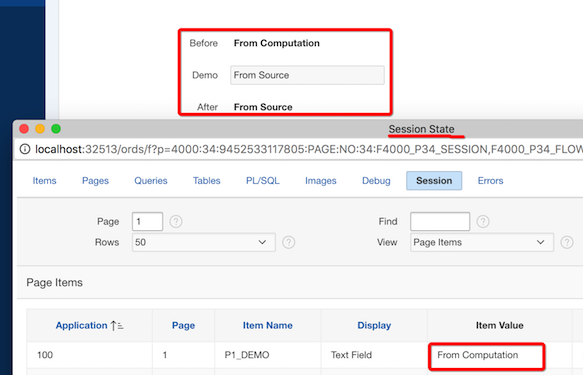 Before From Computation
Demo From Source
After From Source
Session State
localhost:32513/ords/f?p=4000:34:9452533117805:PAGE:NO:34:F4000_P34_SESSION,F4000_P34_FLOW
Items Pages Queries Tables PL/SQL Images Debug Session Errors
Page 1 ? Find ?
Rows 50 ? View Page Items ?
Page Items
Application Page Item Name Display Item Value
100 1 P1_DEMO Text Field From Computation